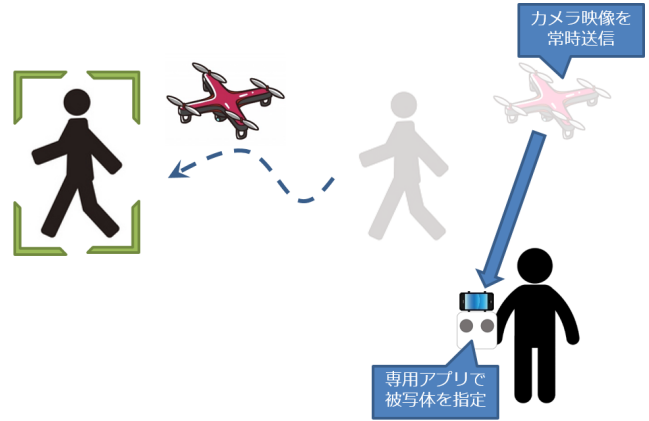 カメラ映像を
常時送信
専用アプリで
被写体を指定